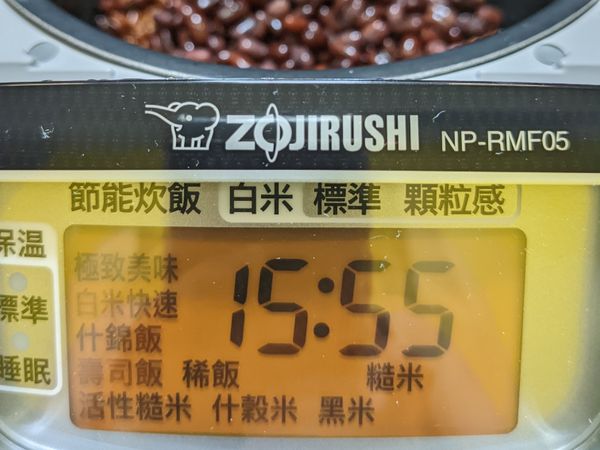 ZOJIRUSHI NP-RMF05
節能炊飯 白米 標準 顆粒感
保温
標準
睡眠
極致美味
白米快速
什錦飯
15:55
壽司飯 稀飯 糙米
活性糙米 什穀米 黑米